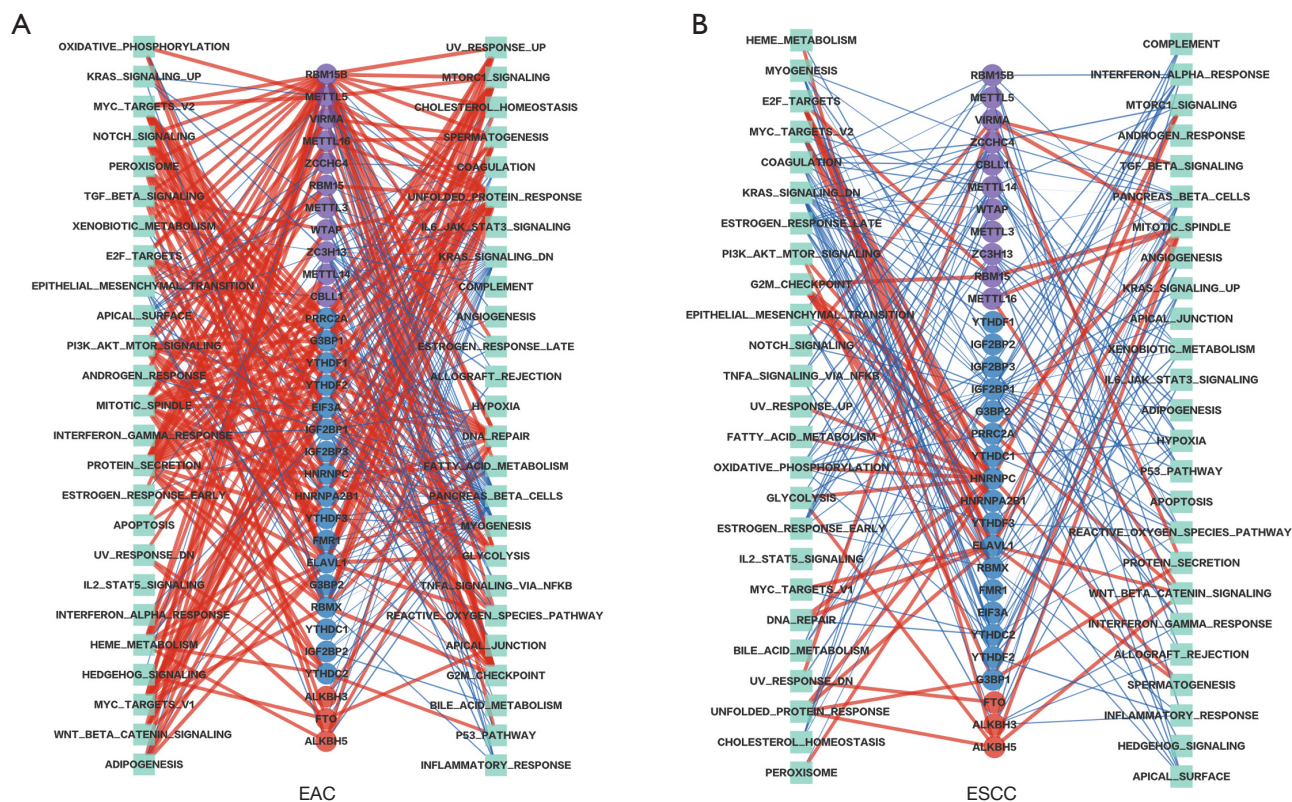 A
OXIDATIVE_PHOSPHORYLATION
KRAS_SIGNALING_UP
MYC_TARGETS_V2
NOTCH_SIGNALING
PEROXISOME
TGF_BETA_SIGNALING
XENOBIOTIC_METABOLISM
E2F_TARGETS
EPITHELIAL_MESENCHYMAL_TRANSITION
APICAL_SURFACE
PI3K_AKT_MTOR_SIGNALING
ANDROGEN_RESPONSE
MITOTIC_SPINDLE
INTERFERON_GAMMA_RESPONSE
PROTEIN_SECRETION
ESTROGEN_RESPONSE_EARLY
APOPTOSIS
UV_RESPONSE_DN
IL2_STAT5_SIGNALING
INTERFERON_ALPHA_RESPONSE
HEME_METABOLISM
HEDGEHOG_SIGNALING
MYC_TARGETS_V1
WNT_BETA_CATENIN_SIGNALING
ADIPOGENESIS
RBM15B
METTL5
VIRMA
METTL16
ZCCHC4
RBM15
METTL3
WTAP
ZC3H13
METTL14
CBLL1
PRRC2A
G3BP1
YTHDF1
YTHDF2
EIF3A
IGF2BP1
IGF2BP3
HNRNPC
HNRNPA2B1
YTHDF3
FMR1
ELAVL1
G3BP2
RBMX
YTHDC1
IGF2BP2
YTHDC2
ALKBH3
FTO
ALKBH5
UV_RESPONSE_UP
MTORC1_SIGNALING
CHOLESTEROL_HOMEOSTASIS
SPERMATOGENESIS
COAGULATION
UNFOLDED_PROTEIN_RESPONSE
IL6_JAK_STAT3_SIGNALING
KRAS_SIGNALING_DN
COMPLEMENT
ANGIOGENESIS
ESTROGEN_RESPONSE_LATE
ALLOGRAFT_REJECTION
HYPOXIA
DNA_REPAIR
FATTY_ACID_METABOLISM
PANCREAS_BETA_CELLS
MYOGENESIS
GLYCOLYSIS
TNFA_SIGNALING_VIA_NFKB
REACTIVE_OXYGEN_SPECIES_PATHWAY
APICAL_JUNCTION
G2M_CHECKPOINT
BILE_ACID_METABOLISM
P53_PATHWAY
INFLAMMATORY_RESPONSE
EAC
B
HEME_METABOLISM
MYOGENESIS
E2F_TARGETS
MYC_TARGETS_V2
COAGULATION
KRAS_SIGNALING_DN
ESTROGEN_RESPONSE_LATE
PI3K_AKT_MTOR_SIGNALING
G2M_CHECKPOINT
EPITHELIAL_MESENCHYMAL_TRANSITION
NOTCH_SIGNALING
TNFA_SIGNALING_VIA_NFKB
UV_RESPONSE_UP
FATTY_ACID_METABOLISM
OXIDATIVE_PHOSPHORYLATION
GLYCOLYSIS
ESTROGEN_RESPONSE_EARLY
IL2_STAT5_SIGNALING
MYC_TARGETS_V1
DNA_REPAIR
BILE_ACID_METABOLISM
UV_RESPONSE_DN
UNFOLDED_PROTEIN_RESPONSE
CHOLESTEROL_HOMEOSTASIS
PEROXISOME
RBM15B
METTL5
VIRMA
ZCCHC4
CBLL1
METTL14
WTAP
METTL3
ZC3H13
RBM15
METTL16
YTHDF1
IGF2BP2
IGF2BP3
IGF2BP1
G3BP2
PRRC2A
YTHDC1
HNRNPC
HNRNPA2B1
YTHDF3
ELAVL1
RBMX
FMR1
EIF3A
YTHDC2
YTHDF2
G3BP1
FTO
ALKBH3
ALKBH5
COMPLEMENT
INTERFERON_ALPHA_RESPONSE
MTORC1_SIGNALING
ANDROGEN_RESPONSE
TGF_BETA_SIGNALING
PANCREAS_BETA_CELLS
MITOTIC_SPINDLE
ANGIOGENESIS
KRAS_SIGNALING_UP
APICAL_JUNCTION
XENOBIOTIC_METABOLISM
IL6_JAK_STAT3_SIGNALING
ADIPOGENESIS
HYPOXIA
P53_PATHWAY
APOPTOSIS
REACTIVE_OXYGEN_SPECIES_PATHWAY
PROTEIN_SECRETION
WNT_BETA_CATENIN_SIGNALING
INTERFERON_GAMMA_RESPONSE
ALLOGRAFT_REJECTION
SPERMATOGENESIS
INFLAMMATORY_RESPONSE
HEDGEHOG_SIGNALING
APICAL_SURFACE
ESCC